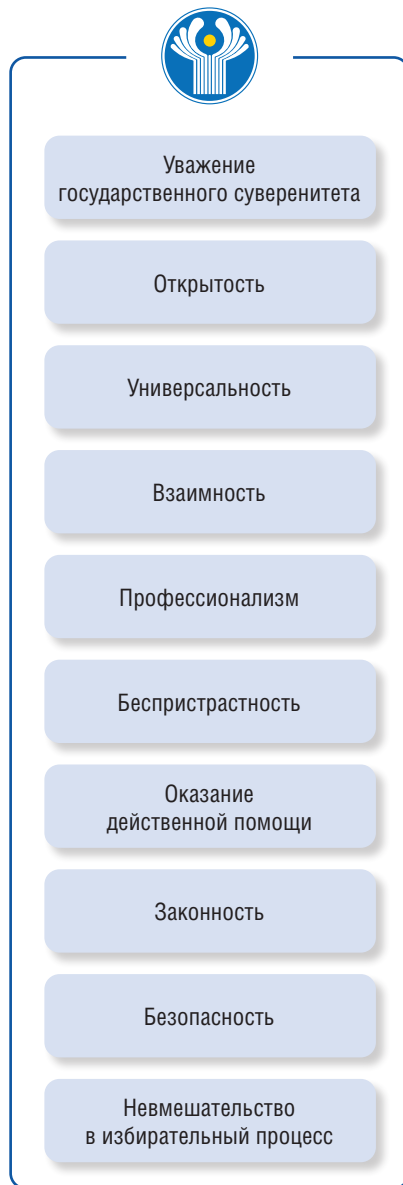 Уважение
государственного суверенитета
Открытость
Универсальность
Взаимность
Профессионализм
Беспристрастность
Оказание
действенной помощи
Законность
Безопасность
Невмешательство
в избирательный процесс